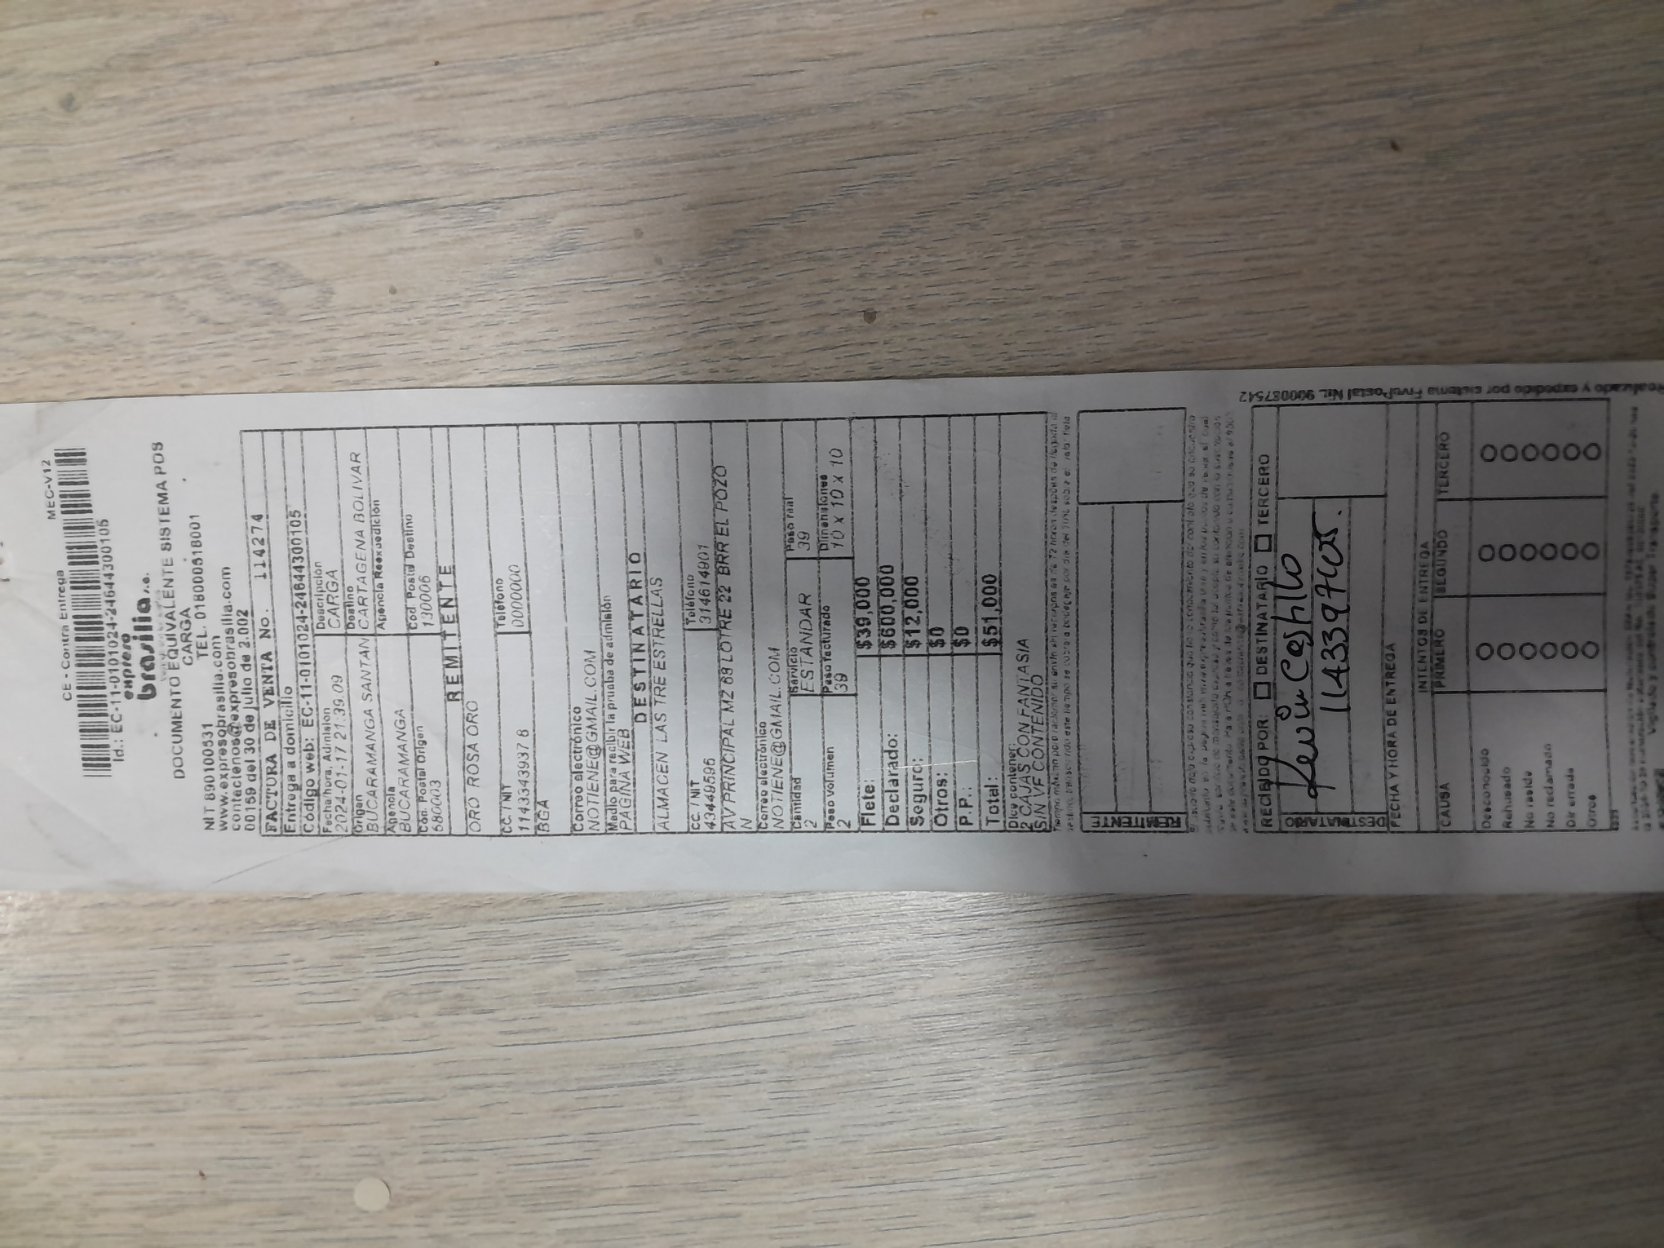 MEC-V12
CE - Contra Entrega
Id.: EC-11-0101024-24644300105
expreso
brasilia s.a.
DOCUMENTO EQUIVALENTE SISTEMA POS
CARGA
TEL. 018000518001
NIT 890100531
www.expresobrasilia.com
contactenos@expresobrasilia.com
00159 del 30 de julio de 2.002
FACTURA DE VENTA No.: 114274
Entrega a domicilio
Código web: EC-11-0101024-24644300105
Fecha/hora, Admisión Descripción
2024-01-17 21:39:09 CARGA
Origen Destino
BUCARAMANGA SANTAN CARTAGENA BOLIVAR
Agencia Agencia Reexpedición
BUCARAMANGA
Cód. Postal Origen Cód. Postal Destino
680003 130006
REMITENTE
ORO ROSA ORO
CC. / NIT Teléfono
1143343937 8 0000000
BGA
Correo electrónico
NOTIENE@GMAIL.COM
Medio para recibir la prueba de admisión
PAGINA WEB
DESTINATARIO
ALMACEN LAS TRE ESTRELLAS
CC. / NIT Teléfono
43449596 314614901
AV PRINCIPAL MZ 68 LOTRE 22 BRR EL POZO
N
Correo electrónico
NOTIENE@GMAIL.COM
Cantidad Servicio Peso real
2 ESTANDAR 39
Peso volumen Peso facturado Dimensiones
2 39 10 x 10 x 10
Flete: $39,000
Declarado: $600,000
Seguro: $12,000
Otros: $0
P.P.: $0
Total: $51,000
Dice contener:
2 CAJAS CON FANTASIA
SIN VF CONTENIDO
REMITENTE
Realizado y expedido por sistema FivePostal Nit. 900087542
RECIBIDO POR: DESTINATARIO TERCERO
DESTINATARIO
Kevin Castillo
1143397405.
FECHA Y HORA DE ENTREGA
INTENTOS DE ENTREGA
CAUSA PRIMERO SEGUNDO TERCERO
Desconocido
Rehusado
No reside
No reclamado
Dir errada
Otros